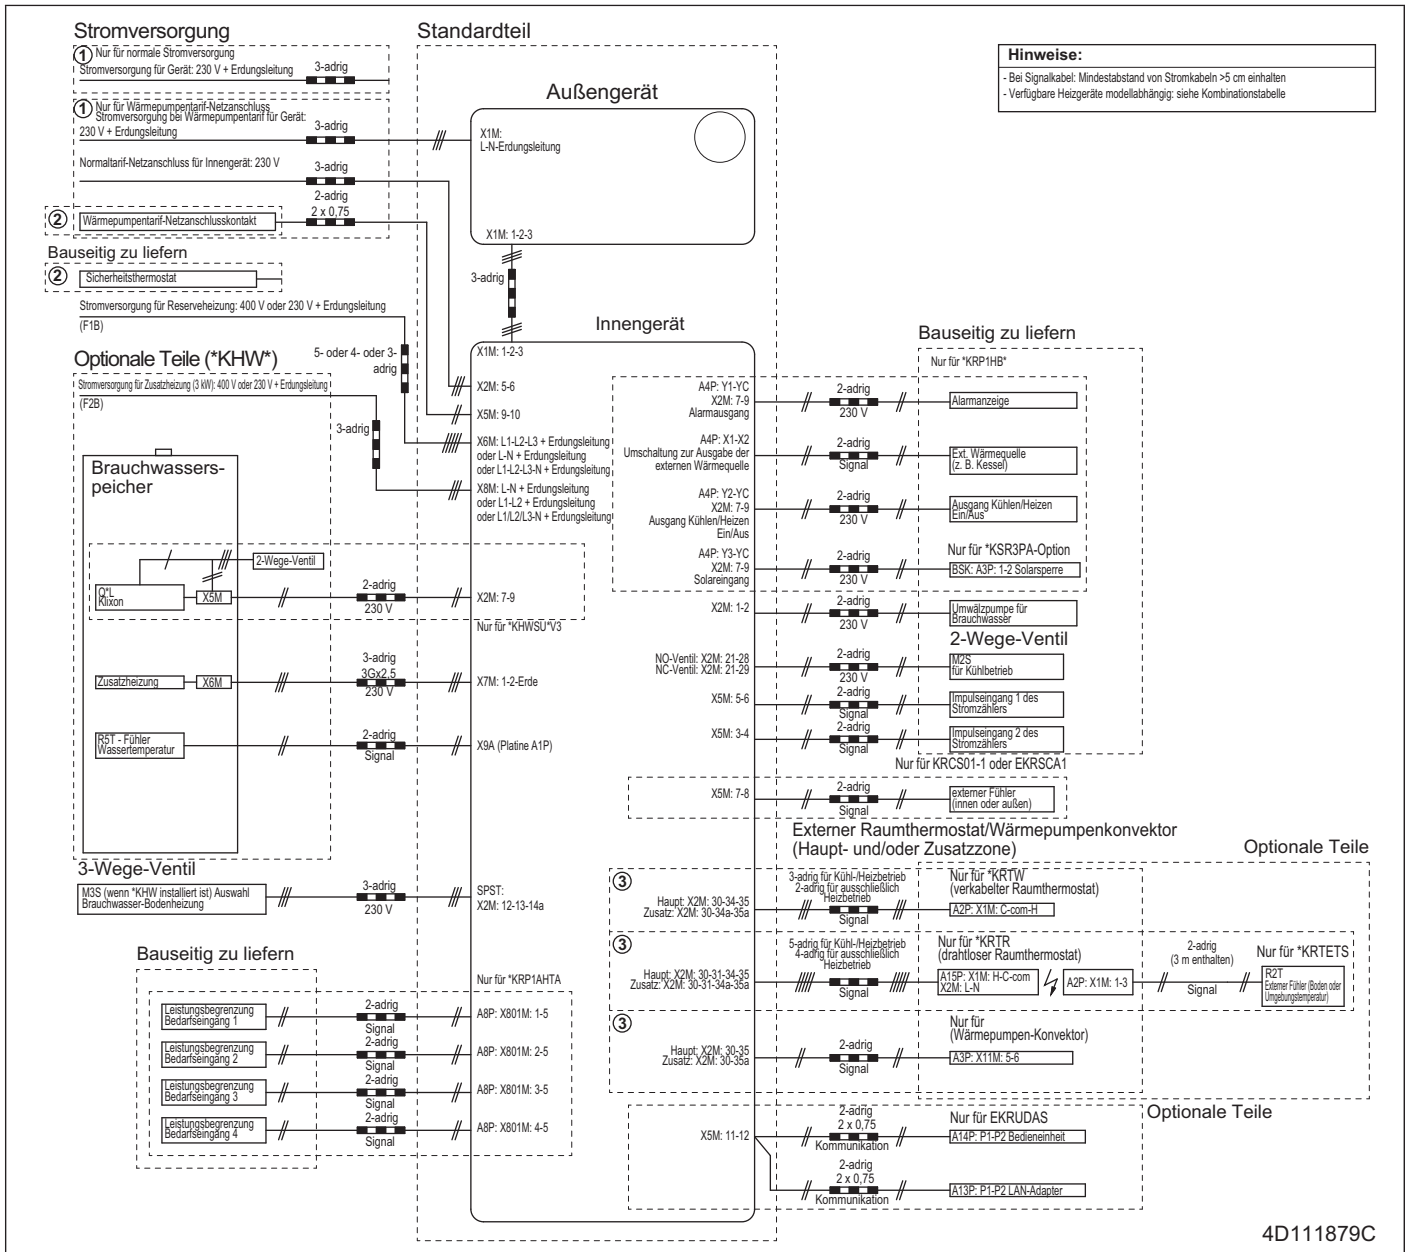 Stromversorgung
① Nur für normale Stromversorgung
Stromversorgung für Gerät: 230 V + Erdungsleitung
3-adrig
① Nur für Wärmepumpentarif-Netzanschluss
Stromversorgung bei Wärmepumpentarif für Gerät:
230 V + Erdungsleitung
3-adrig
Normaltarif-Netzanschluss für Innengerät: 230 V
3-adrig
2-adrig
2 x 0,75
② Wärmepumpentarif-Netzanschlusskontakt
Bauseitig zu liefern
② Sicherheitsthermostat
Stromversorgung für Reserveheizung: 400 V oder 230 V + Erdungsleitung
(F1B)
5- oder 4- oder 3-
adrig
Optionale Teile (*KHW*)
Stromversorgung für Zusatzheizung (3 kW): 400 V oder 230 V + Erdungsleitung
(F2B)
3-adrig
Brauchwassers-
peicher
2-Wege-Ventil
Q*L
Klixon
X5M
2-adrig
230 V
Zusatzheizung
X6M
3-adrig
3Gx2,5
230 V
R5T - Fühler
Wassertemperatur
2-adrig
Signal
3-Wege-Ventil
M3S (wenn *KHW installiert ist) Auswahl
Brauchwasser-Bodenheizung
3-adrig
230 V
Bauseitig zu liefern
Leistungsbegrenzung
Bedarfseingang 1
2-adrig
Signal
Leistungsbegrenzung
Bedarfseingang 2
2-adrig
Signal
Leistungsbegrenzung
Bedarfseingang 3
2-adrig
Signal
Leistungsbegrenzung
Bedarfseingang 4
2-adrig
Signal
Standardteil
Außengerät
X1M:
L-N-Erdungsleitung
X1M: 1-2-3
3-adrig
Innengerät
X1M: 1-2-3
X2M: 5-6
X5M: 9-10
X6M: L1-L2-L3 + Erdungsleitung
oder L-N + Erdungsleitung
oder L1-L2-L3-N + Erdungsleitung
X8M: L-N + Erdungsleitung
oder L1-L2 + Erdungsleitung
oder L1/L2/L3-N + Erdungsleitung
X2M: 7-9
Nur für *KHWSU*V3
X7M: 1-2-Erde
X9A (Platine A1P)
SPST:
X2M: 12-13-14a
Nur für *KRP1AHTA
A8P: X801M: 1-5
A8P: X801M: 2-5
A8P: X801M: 3-5
A8P: X801M: 4-5
Hinweise:
- Bei Signalkabel: Mindestabstand von Stromkabeln >5 cm einhalten
- Verfügbare Heizgeräte modellabhängig: siehe Kombinationstabelle
Bauseitig zu liefern
Nur für *KRP1HB*
A4P: Y1-YC
X2M: 7-9
Alarmausgang
2-adrig
230 V
Alarmanzeige
A4P: X1-X2
Umschaltung zur Ausgabe der
externen Wärmequelle
2-adrig
Signal
Ext. Wärmequelle
(z. B. Kessel)
A4P: Y2-YC
X2M: 7-9
Ausgang Kühlen/Heizen
Ein/Aus
2-adrig
230 V
Ausgang Kühlen/Heizen
Ein/Aus
Nur für *KSR3PA-Option
A4P: Y3-YC
X2M: 7-9
Solareingang
2-adrig
230 V
BSK: A3P: 1-2 Solarsperre
X2M: 1-2
2-adrig
230 V
Umwälzpumpe für
Brauchwasser
2-Wege-Ventil
NO-Ventil: X2M: 21-28
NC-Ventil: X2M: 21-29
2-adrig
230 V
M2S
für Kühlbetrieb
X5M: 5-6
2-adrig
Signal
Impulseingang 1 des
Stromzählers
X5M: 3-4
2-adrig
Signal
Impulseingang 2 des
Stromzählers
Nur für KRCS01-1 oder EKRSCA1
X5M: 7-8
2-adrig
Signal
externer Fühler
(innen oder außen)
Externer Raumthermostat/Wärmepumpenkonvektor
(Haupt- und/oder Zusatzzone)
Optionale Teile
③
Haupt: X2M: 30-34-35
Zusatz: X2M: 30-34a-35a
3-adrig für Kühl-/Heizbetrieb
2-adrig für ausschließlich
Heizbetrieb
Signal
Nur für *KRTW
(verkabelter Raumthermostat)
A2P: X1M: C-com-H
③
Haupt: X2M: 30-31-34-35
Zusatz: X2M: 30-31-34a-35a
5-adrig für Kühl-/Heizbetrieb
4-adrig für ausschließlich
Heizbetrieb
Signal
Nur für *KRTR
(drahtloser Raumthermostat)
A15P: X1M: H-C-com
X2M: L-N
A2P: X1M: 1-3
2-adrig
(3 m enthalten)
Signal
Nur für *KRTETS
R2T
Externer Fühler (Boden oder
Umgebungstemperatur)
③
Haupt: X2M: 30-35
Zusatz: X2M: 30-35a
2-adrig
Signal
Nur für
(Wärmepumpen-Konvektor)
A3P: X11M: 5-6
Optionale Teile
X5M: 11-12
2-adrig
2 x 0,75
Kommunikation
Nur für EKRUDAS
A14P: P1-P2 Bedieneinheit
2-adrig
2 x 0,75
Kommunikation
A13P: P1-P2 LAN-Adapter
4D111879C